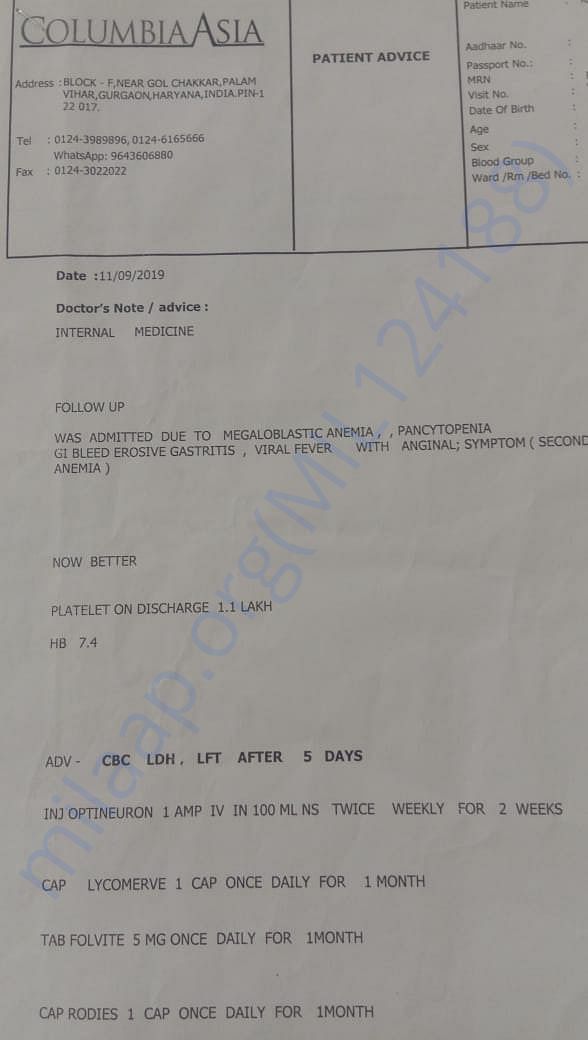 COLUMBIA ASIA
Address : BLOCK - F,NEAR GOL CHAKKAR,PALAM
VIHAR,GURGAON,HARYANA,INDIA.PIN-1
22 017.
Tel : 0124-3989896, 0124-6165666
WhatsApp: 9643606880
Fax : 0124-3022022
PATIENT ADVICE
Patient Name :
Aadhaar No. :
Passport No.: :
MRN :
Visit No. :
Date Of Birth :
Age :
Sex :
Blood Group :
Ward /Rm /Bed No. :
Date :11/09/2019
Doctor's Note / advice :
INTERNAL MEDICINE
FOLLOW UP
WAS ADMITTED DUE TO MEGALOBLASTIC ANEMIA , , PANCYTOPENIA
GI BLEED EROSIVE GASTRITIS , VIRAL FEVER WITH ANGINAL; SYMPTOM ( SECOND
ANEMIA )
NOW BETTER
PLATELET ON DISCHARGE 1.1 LAKH
HB 7.4
ADV - CBC LDH , LFT AFTER 5 DAYS
INJ OPTINEURON 1 AMP IV IN 100 ML NS TWICE WEEKLY FOR 2 WEEKS
CAP LYCOMERVE 1 CAP ONCE DAILY FOR 1 MONTH
TAB FOLVITE 5 MG ONCE DAILY FOR 1MONTH
CAP RODIES 1 CAP ONCE DAILY FOR 1MONTH
milaap.org(MIL124188)